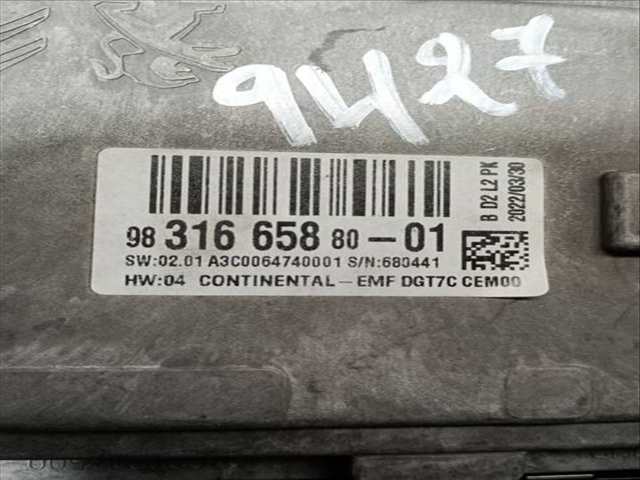 9427
98 316 658 80-01
SW:02.01 A3C0064740001 S/N:680441
HW:04 CONTINENTAL-EMF DGT7C CEM00
B D2 L2 PK
2022/03/30